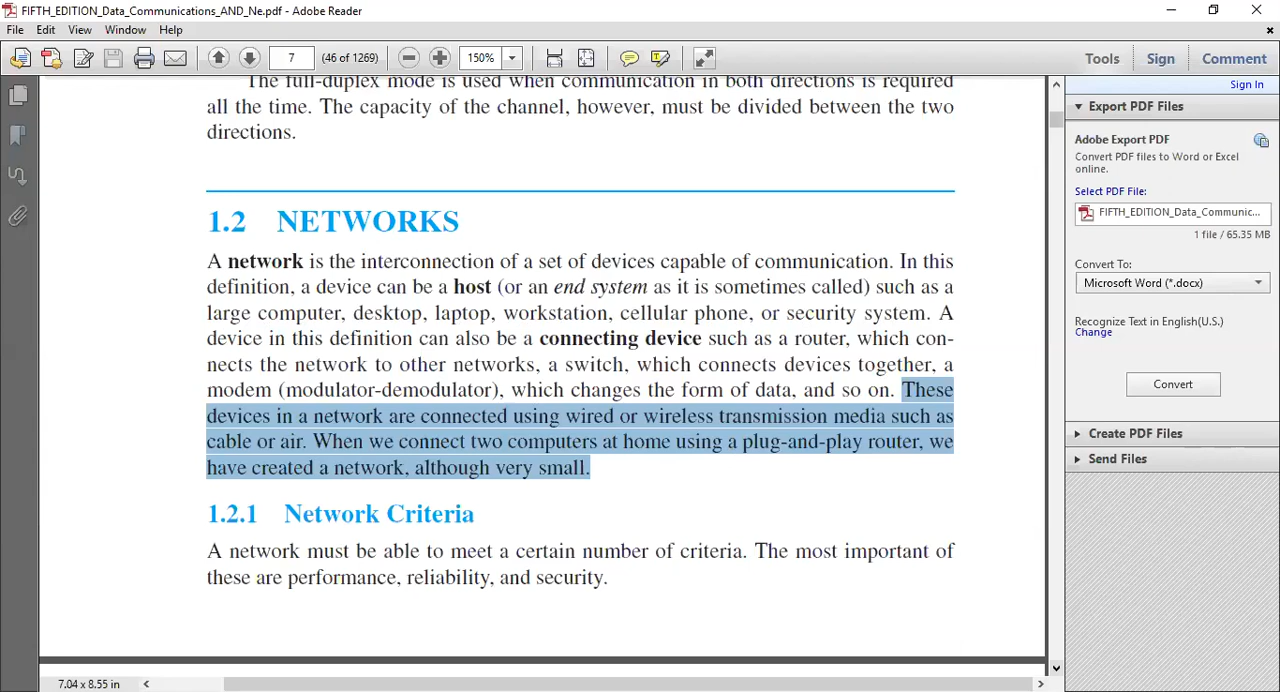 FIFTH_EDITION_Data_Communications_AND_Ne.pdf - Adobe Reader
File Edit View Window Help
7 (46 of 1269) 150% Tools Sign Comment
Sign In
Export PDF Files
Adobe Export PDF
Convert PDF files to Word or Excel
online.
Select PDF File:
FIFTH_EDITION_Data_Communic...
1 file / 65.35 MB
Convert To:
Microsoft Word (*.docx)
Recognize Text in English(U.S.)
Change
Convert
Create PDF Files
Send Files
The full-duplex mode is used when communication in both directions is required
all the time. The capacity of the channel, however, must be divided between the two
directions.
1.2 NETWORKS
A network is the interconnection of a set of devices capable of communication. In this
definition, a device can be a host (or an end system as it is sometimes called) such as a
large computer, desktop, laptop, workstation, cellular phone, or security system. A
device in this definition can also be a connecting device such as a router, which con-
nects the network to other networks, a switch, which connects devices together, a
modem (modulator-demodulator), which changes the form of data, and so on. These
devices in a network are connected using wired or wireless transmission media such as
cable or air. When we connect two computers at home using a plug-and-play router, we
have created a network, although very small.
1.2.1 Network Criteria
A network must be able to meet a certain number of criteria. The most important of
these are performance, reliability, and security.
7.04 x 8.55 in